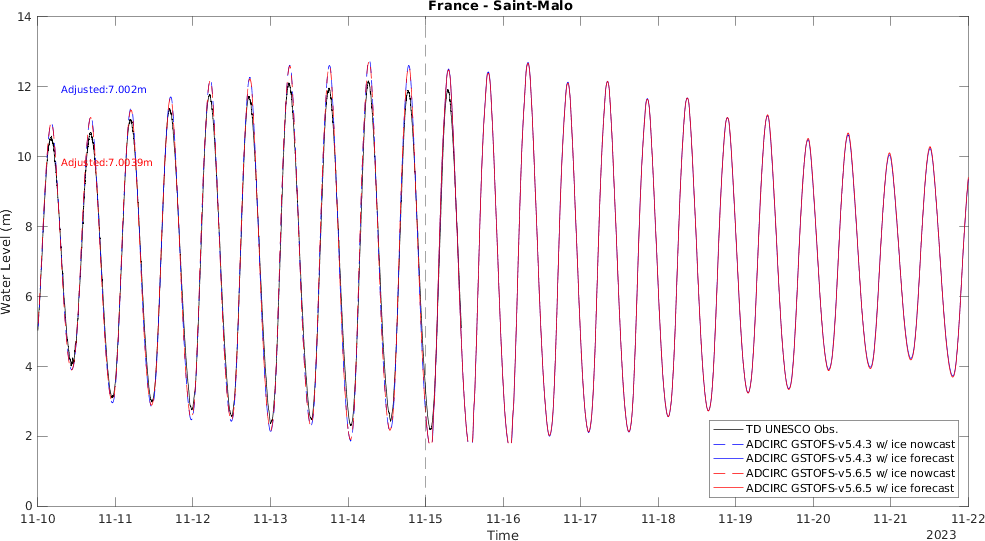 France - Saint-Malo
14
12
10
8
6
4
2
0
Water Level (m)
Adjusted:7.002m
Adjusted:7.0039m
TD UNESCO Obs.
ADCIRC GSTOFS-v5.4.3 w/ ice nowcast
ADCIRC GSTOFS-v5.4.3 w/ ice forecast
ADCIRC GSTOFS-v5.6.5 w/ ice nowcast
ADCIRC GSTOFS-v5.6.5 w/ ice forecast
11-10 11-11 11-12 11-13 11-14 11-15 11-16 11-17 11-18 11-19 11-20 11-21 11-22
Time
2023